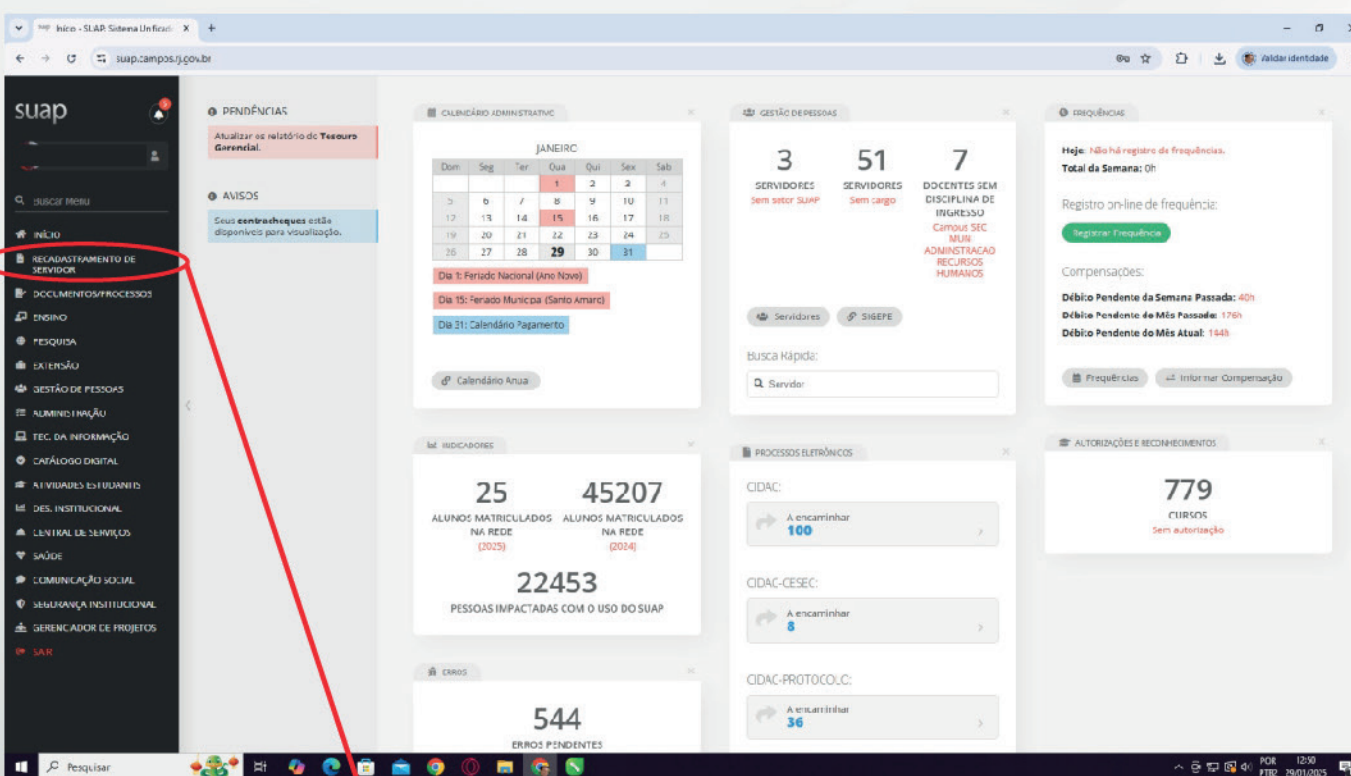 Início - SUAP: Sistema Unificad
suap.campos.rj.gov.br
Validar identidade
suap
Buscar Menu
INÍCIO
RECADASTRAMENTO DE
SERVIDOR
DOCUMENTOS/PROCESSOS
ENSINO
PESQUISA
EXTENSÃO
GESTÃO DE PESSOAS
ADMINISTRAÇÃO
TEC. DA INFORMAÇÃO
CATÁLOGO DIGITAL
ATIVIDADES ESTUDANTIS
DES. INSTITUCIONAL
CENTRAL DE SERVIÇOS
SAÚDE
COMUNICAÇÃO SOCIAL
SEGURANÇA INSTITUCIONAL
GERENCIADOR DE PROJETOS
SAIR
PENDÊNCIAS
Atualizar os relatório do Tesouro
Gerencial.
AVISOS
Seus contracheques estão
disponíveis para visualização.
CALENDÁRIO ADMINISTRATIVO
JANEIRO
Dom Seg Ter Qua Qui Sex Sab
1 2 3 4
5 6 7 8 9 10 11
12 13 14 15 16 17 18
19 20 21 22 23 24 25
26 27 28 29 30 31
Dia 1: Feriado Nacional (Ano Novo)
Dia 15: Feriado Municipal (Santo Amaro)
Dia 31: Calendário Pagamento
Calendário Anual
INDICADORES
25 45207
ALUNOS MATRICULADOS ALUNOS MATRICULADOS
NA REDE NA REDE
(2025) (2024)
22453
PESSOAS IMPACTADAS COM O USO DO SUAP
ERROS
544
ERROS PENDENTES
GESTÃO DE PESSOAS
3 51 7
SERVIDORES SERVIDORES DOCENTES SEM
Sem setor SUAP Sem cargo DISCIPLINA DE
INGRESSO
Campus SEC
MUN
ADMINSTRACAO
RECURSOS
HUMANOS
Servidores SIGEPE
Busca Rápida:
Servidor
PROCESSOS ELETRÔNICOS
CIDAC:
A encaminhar
100
CIDAC-CESEC:
A encaminhar
8
CIDAC-PROTOCOLO:
A encaminhar
36
FREQUÊNCIAS
Hoje: Não há registro de frequências.
Total da Semana: 0h
Registro on-line de frequência:
Registrar Frequência
Compensações:
Débito Pendente da Semana Passada: 40h
Débito Pendente do Mês Passado: 176h
Débito Pendente do Mês Atual: 144h
Frequências Informar Compensação
AUTORIZAÇÕES E RECONHECIMENTOS
779
CURSOS
Sem autorização
Pesquisar
POR 12:50
PTB2 29/01/2025